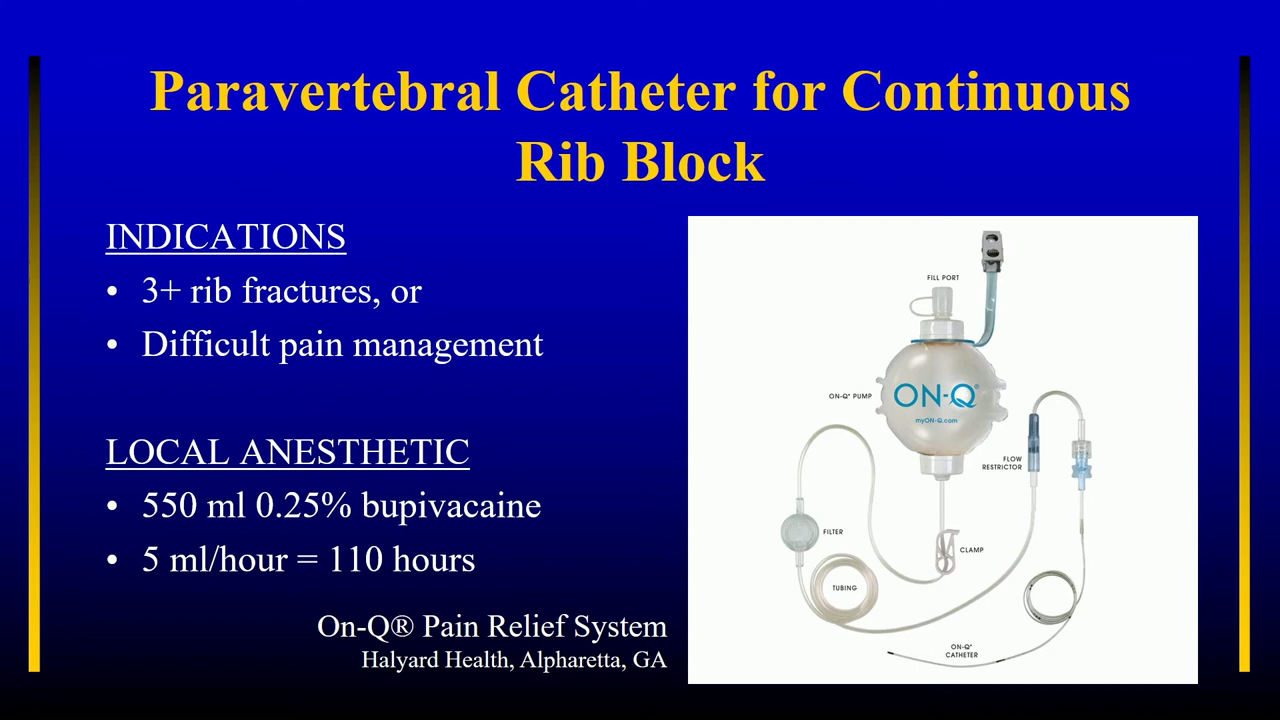 Paravertebral Catheter for Continuous
Rib Block
INDICATIONS
• 3+ rib fractures, or
• Difficult pain management
LOCAL ANESTHETIC
• 550 ml 0.25% bupivacaine
• 5 ml/hour = 110 hours
On-Q® Pain Relief System
Halyard Health, Alpharetta, GA
FILL PORT
ON-Q® PUMP
ON-Q®
myON-Q.com
FLOW
RESTRICTOR
FILTER
CLAMP
TUBING
ON-Q®
CATHETER